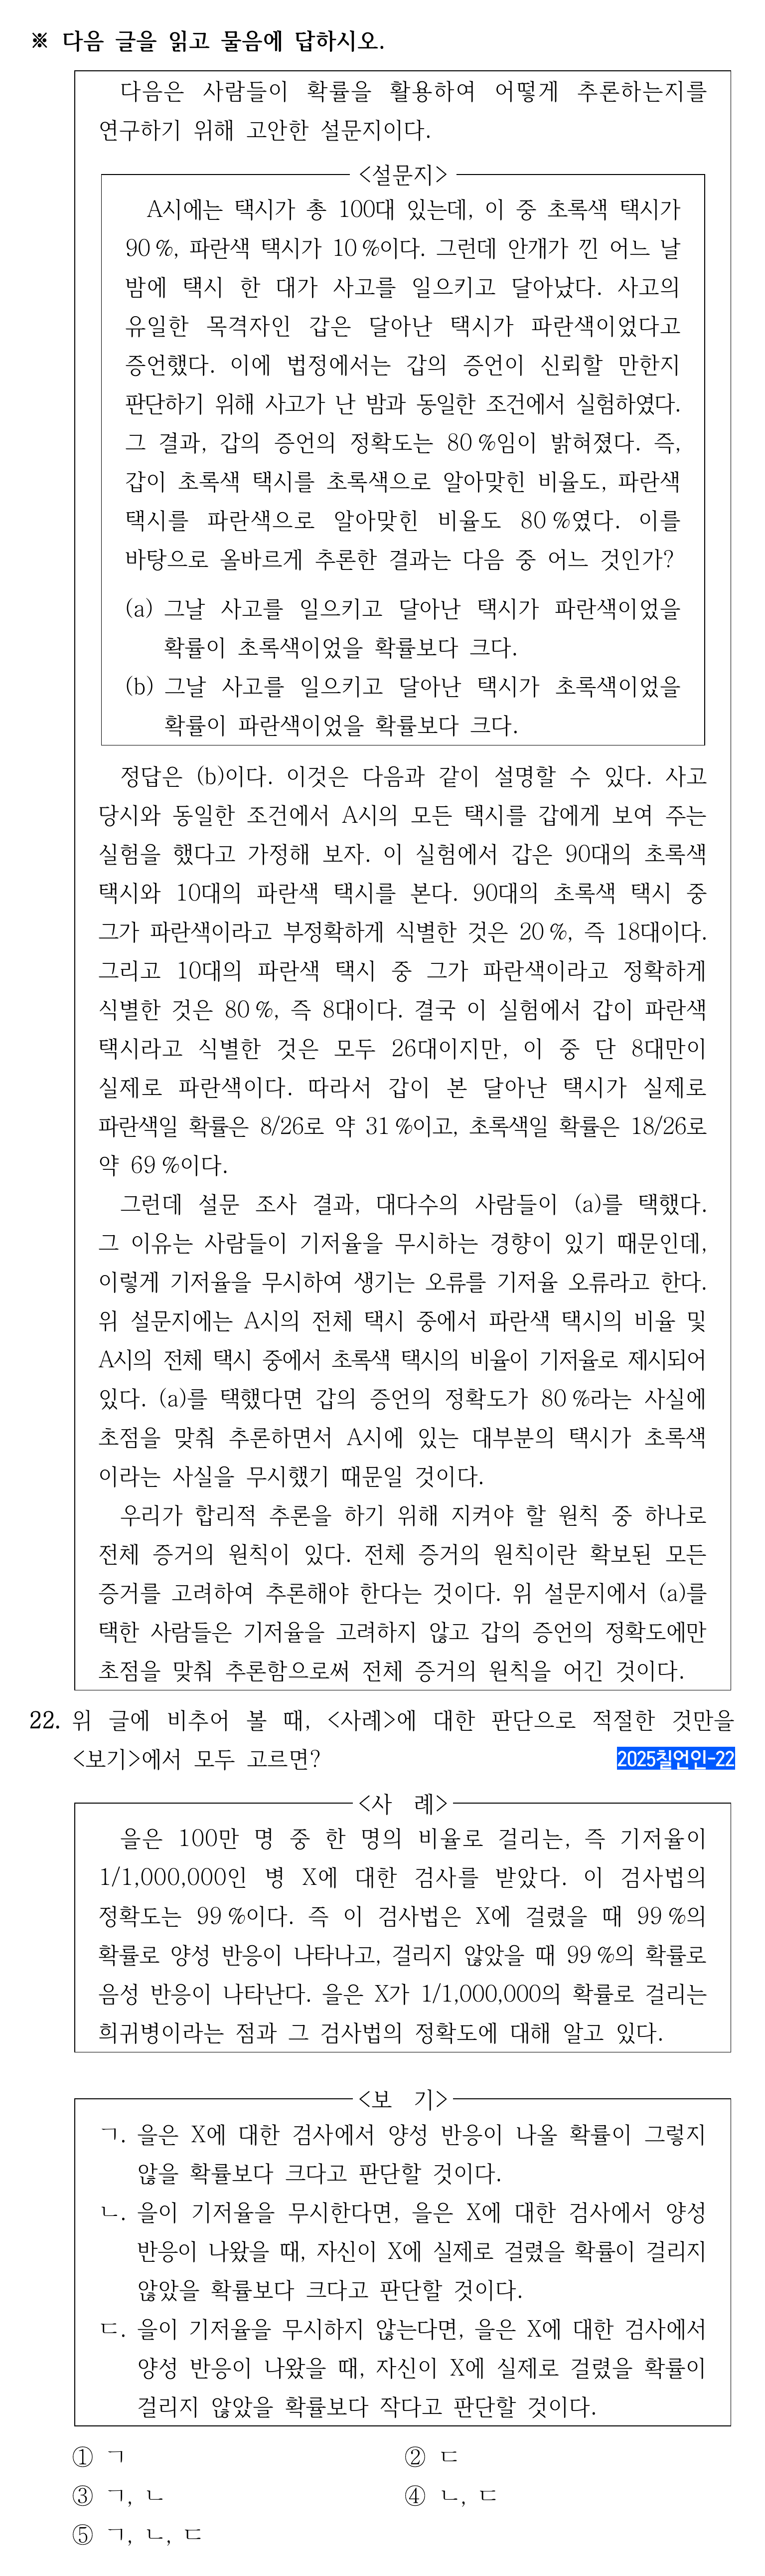 ※ 다음 글을 읽고 물음에 답하시오.
다음은 사람들이 확률을 활용하여 어떻게 추론하는지를
연구하기 위해 고안한 설문지이다.
<설문지>
A시에는 택시가 총 100대 있는데, 이 중 초록색 택시가
90%, 파란색 택시가 10%이다. 그런데 안개가 낀 어느 날
밤에 택시 한 대가 사고를 일으키고 달아났다. 사고의
유일한 목격자인 갑은 달아난 택시가 파란색이었다고
증언했다. 이에 법정에서는 갑의 증언이 신뢰할 만한지
판단하기 위해 사고가 난 밤과 동일한 조건에서 실험하였다.
그 결과, 갑의 증언의 정확도는 80%임이 밝혀졌다. 즉,
갑이 초록색 택시를 초록색으로 알아맞힌 비율도, 파란색
택시를 파란색으로 알아맞힌 비율도 80%였다. 이를
바탕으로 올바르게 추론한 결과는 다음 중 어느 것인가?
(a) 그날 사고를 일으키고 달아난 택시가 파란색이었을
확률이 초록색이었을 확률보다 크다.
(b) 그날 사고를 일으키고 달아난 택시가 초록색이었을
확률이 파란색이었을 확률보다 크다.
정답은 (b)이다. 이것은 다음과 같이 설명할 수 있다. 사고
당시와 동일한 조건에서 A시의 모든 택시를 갑에게 보여 주는
실험을 했다고 가정해 보자. 이 실험에서 갑은 90대의 초록색
택시와 10대의 파란색 택시를 본다. 90대의 초록색 택시 중
그가 파란색이라고 부정확하게 식별한 것은 20%, 즉 18대이다.
그리고 10대의 파란색 택시 중 그가 파란색이라고 정확하게
식별한 것은 80%, 즉 8대이다. 결국 이 실험에서 갑이 파란색
택시라고 식별한 것은 모두 26대이지만, 이 중 단 8대만이
실제로 파란색이다. 따라서 갑이 본 달아난 택시가 실제로
파란색일 확률은 8/26로 약 31%이고, 초록색일 확률은 18/26로
약 69%이다.
그런데 설문 조사 결과, 대다수의 사람들이 (a)를 택했다.
그 이유는 사람들이 기저율을 무시하는 경향이 있기 때문인데,
이렇게 기저율을 무시하여 생기는 오류를 기저율 오류라고 한다.
위 설문지에는 A시의 전체 택시 중에서 파란색 택시의 비율 및
A시의 전체 택시 중에서 초록색 택시의 비율이 기저율로 제시되어
있다. (a)를 택했다면 갑의 증언의 정확도가 80%라는 사실에
초점을 맞춰 추론하면서 A시에 있는 대부분의 택시가 초록색
이라는 사실을 무시했기 때문일 것이다.
우리가 합리적 추론을 하기 위해 지켜야 할 원칙 중 하나로
전체 증거의 원칙이 있다. 전체 증거의 원칙이란 확보된 모든
증거를 고려하여 추론해야 한다는 것이다. 위 설문지에서 (a)를
택한 사람들은 기저율을 고려하지 않고 갑의 증언의 정확도에만
초점을 맞춰 추론함으로써 전체 증거의 원칙을 어긴 것이다.
22. 위 글에 비추어 볼 때, <사례>에 대한 판단으로 적절한 것만을
<보기>에서 모두 고르면? 2025칠언인-22
<사 례>
을은 100만 명 중 한 명의 비율로 걸리는, 즉 기저율이
1/1,000,000인 병 X에 대한 검사를 받았다. 이 검사법의
정확도는 99%이다. 즉 이 검사법은 X에 걸렸을 때 99%의
확률로 양성 반응이 나타나고, 걸리지 않았을 때 99%의 확률로
음성 반응이 나타난다. 을은 X가 1/1,000,000의 확률로 걸리는
희귀병이라는 점과 그 검사법의 정확도에 대해 알고 있다.
<보 기>
ㄱ. 을은 X에 대한 검사에서 양성 반응이 나올 확률이 그렇지
않을 확률보다 크다고 판단할 것이다.
ㄴ. 을이 기저율을 무시한다면, 을은 X에 대한 검사에서 양성
반응이 나왔을 때, 자신이 X에 실제로 걸렸을 확률이 걸리지
않았을 확률보다 크다고 판단할 것이다.
ㄷ. 을이 기저율을 무시하지 않는다면, 을은 X에 대한 검사에서
양성 반응이 나왔을 때, 자신이 X에 실제로 걸렸을 확률이
걸리지 않았을 확률보다 작다고 판단할 것이다.
① ㄱ ② ㄷ
③ ㄱ, ㄴ ④ ㄴ, ㄷ
⑤ ㄱ, ㄴ, ㄷ